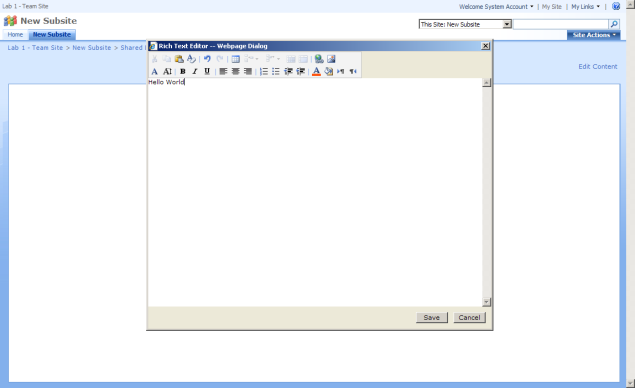 Lab 1 - Team Site
Welcome System Account | My Site | My Links |
New Subsite
This Site: New Subsite
Home New Subsite
Site Actions
Lab 1 - Team Site > New Subsite > Shared
Rich Text Editor -- Webpage Dialog
Edit Content
A A B I U A
Hello World
Save Cancel